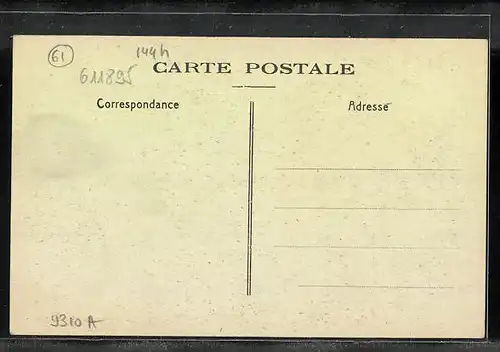 61
144h
611895
CARTE POSTALE
Correspondance
Adresse
9310 A